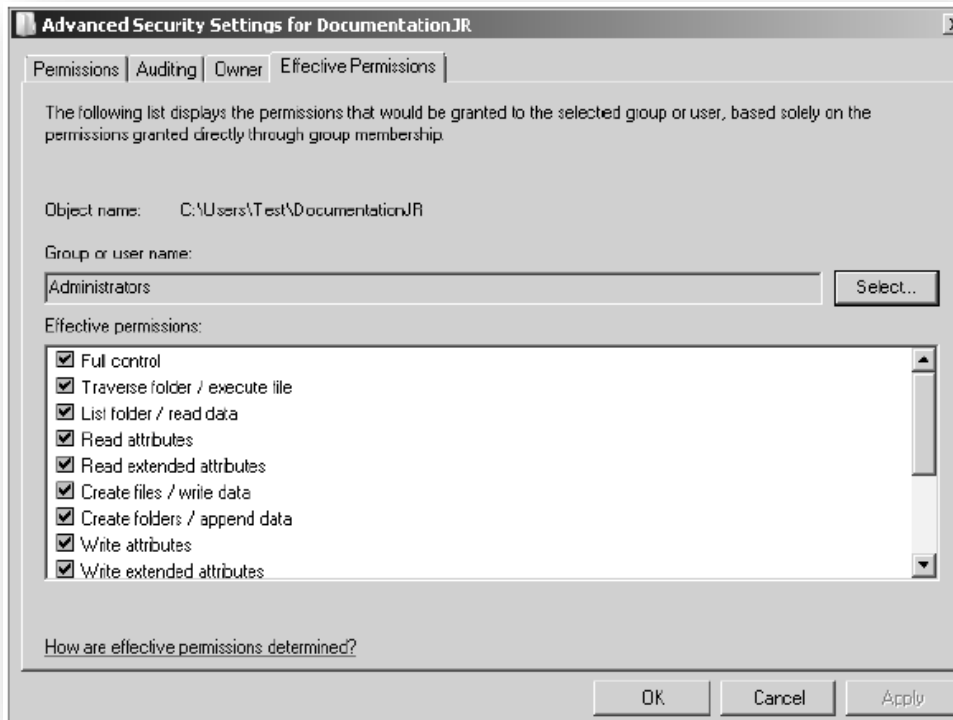 Advanced Security Settings for DocumentationJR
Permissions Auditing Owner Effective Permissions
The following list displays the permissions that would be granted to the selected group or user, based solely on the
permissions granted directly through group membership.
Object name: C:\Users\Test\DocumentationJR
Group or user name:
Administrators Select...
Effective permissions:
Full control
Traverse folder / execute file
List folder / read data
Read attributes
Read extended attributes
Create files / write data
Create folders / append data
Write attributes
Write extended attributes
How are effective permissions determined?
OK Cancel Apply